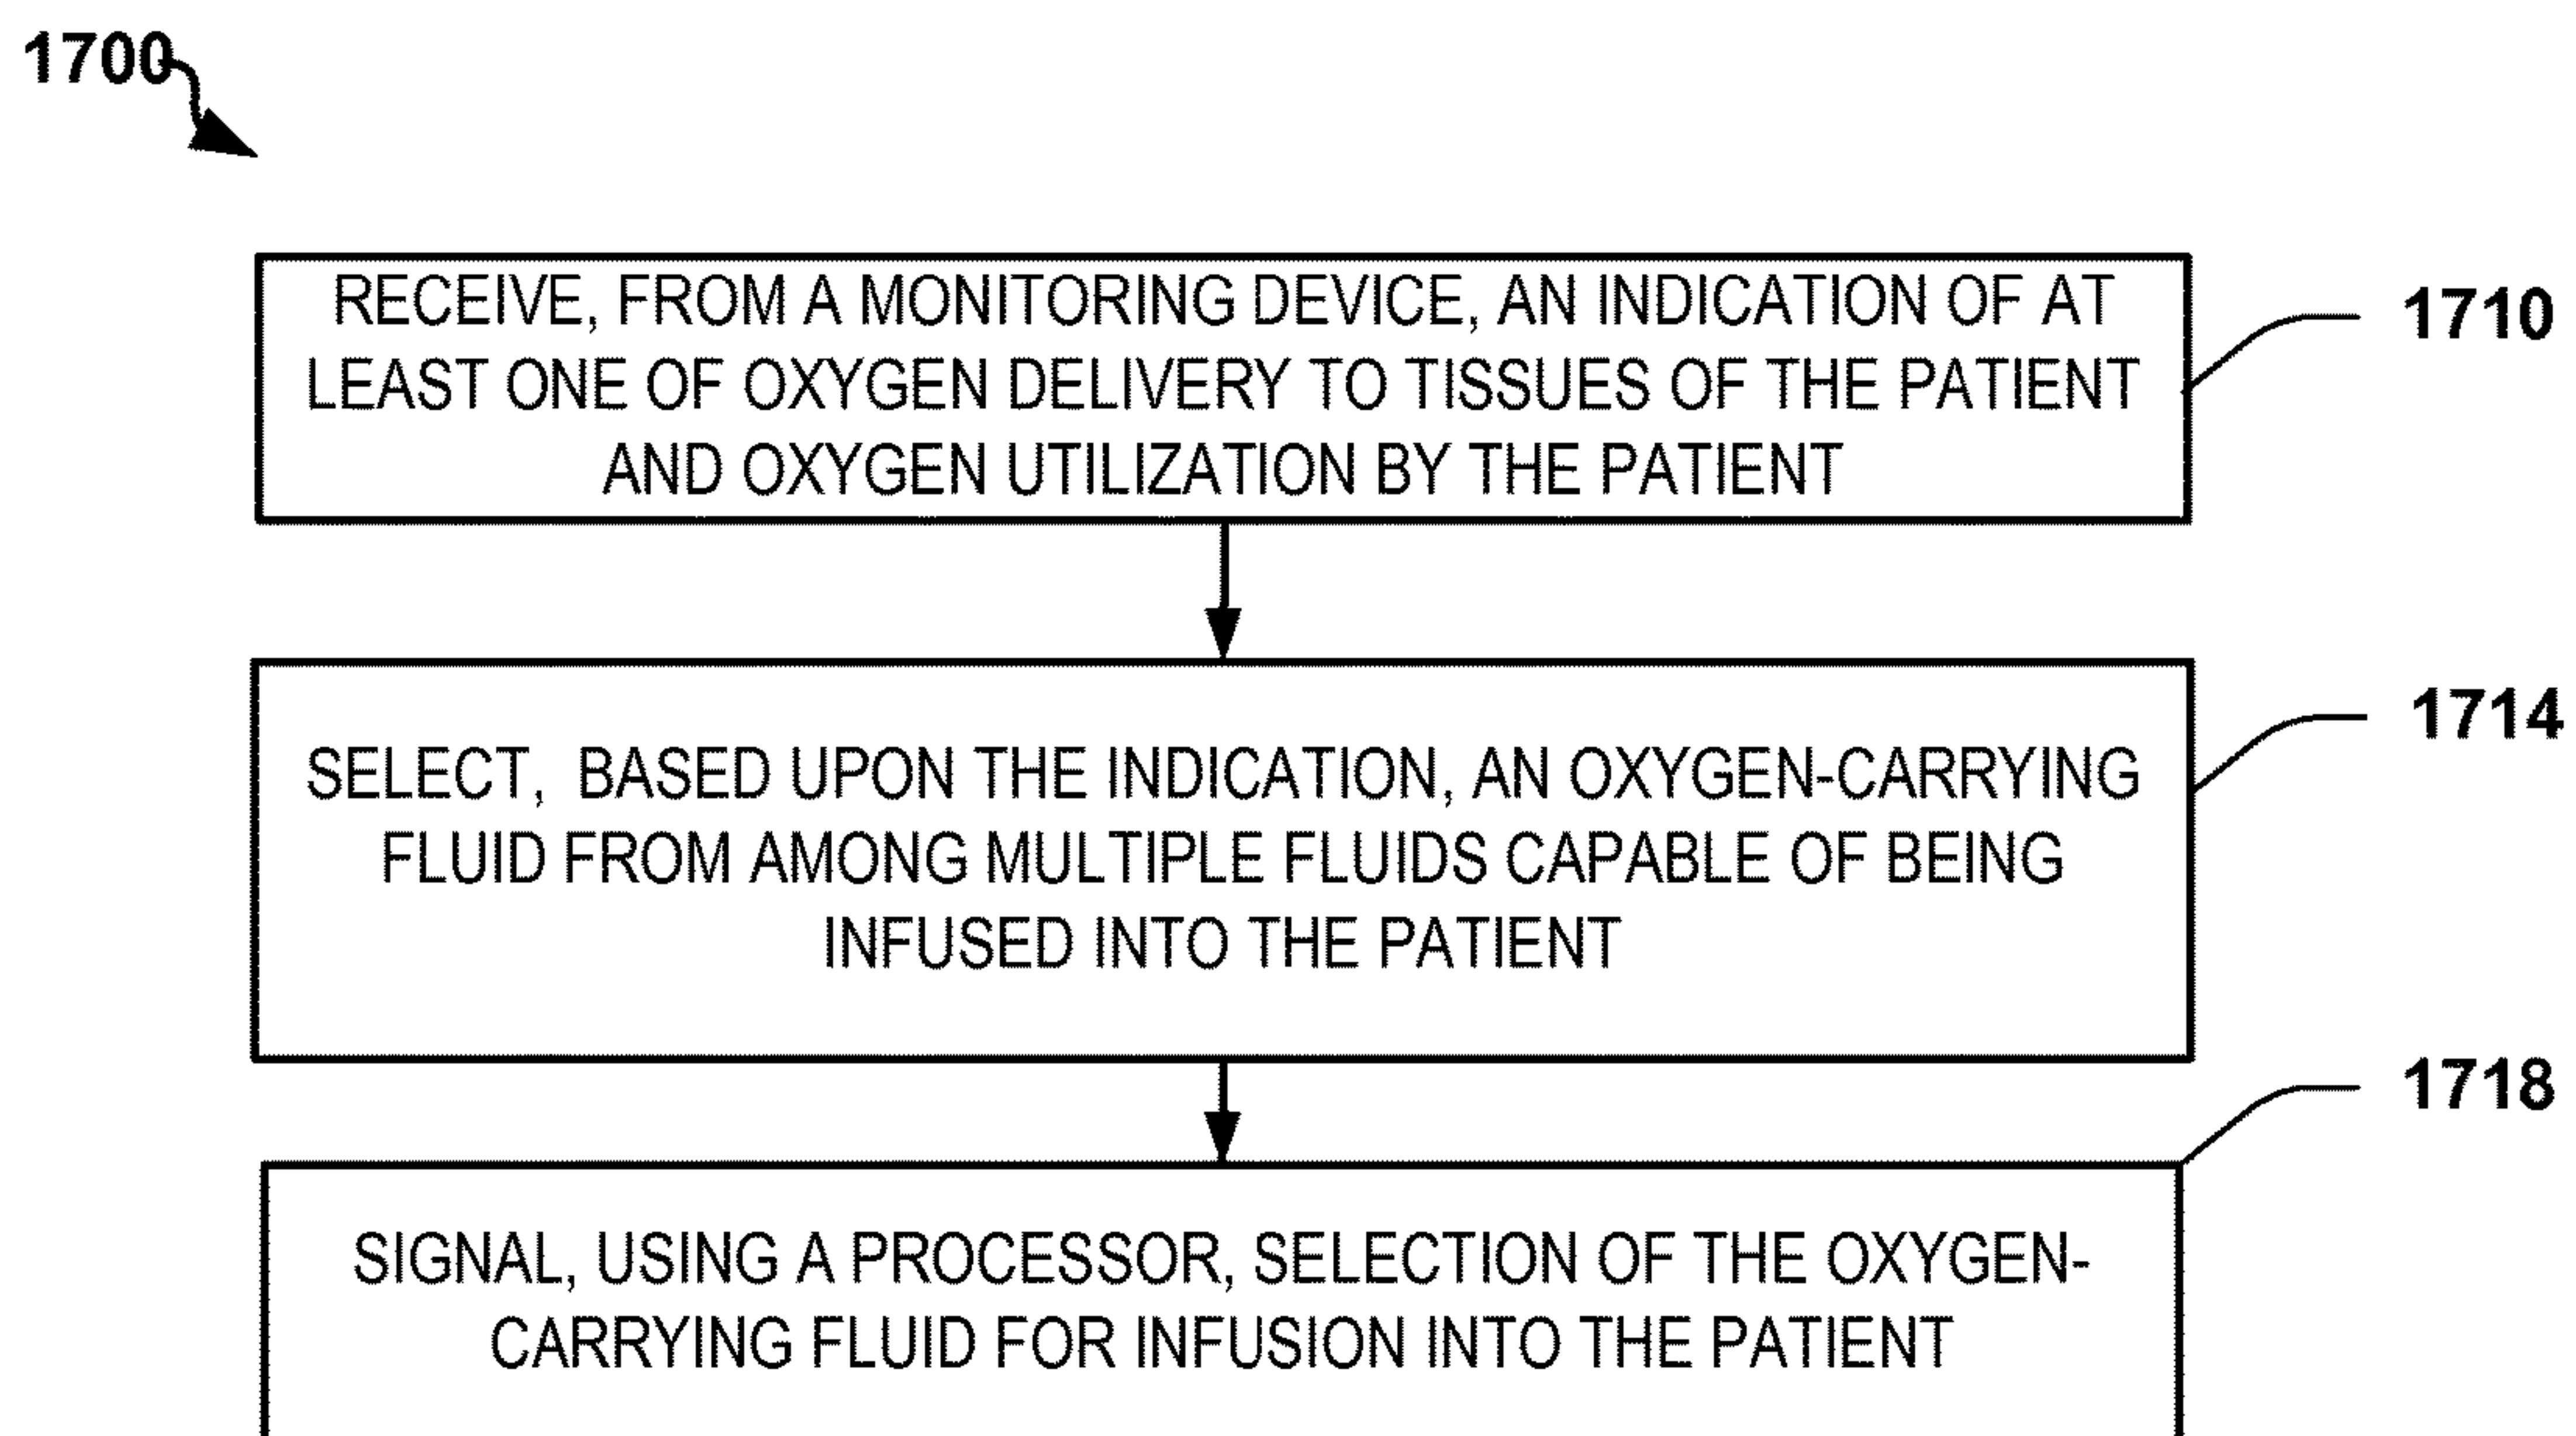 1700
RECEIVE, FROM A MONITORING DEVICE, AN INDICATION OF AT
LEAST ONE OF OXYGEN DELIVERY TO TISSUES OF THE PATIENT
AND OXYGEN UTILIZATION BY THE PATIENT
1710
SELECT, BASED UPON THE INDICATION, AN OXYGEN-CARRYING
FLUID FROM AMONG MULTIPLE FLUIDS CAPABLE OF BEING
INFUSED INTO THE PATIENT
1714
SIGNAL, USING A PROCESSOR, SELECTION OF THE OXYGEN-
CARRYING FLUID FOR INFUSION INTO THE PATIENT
1718